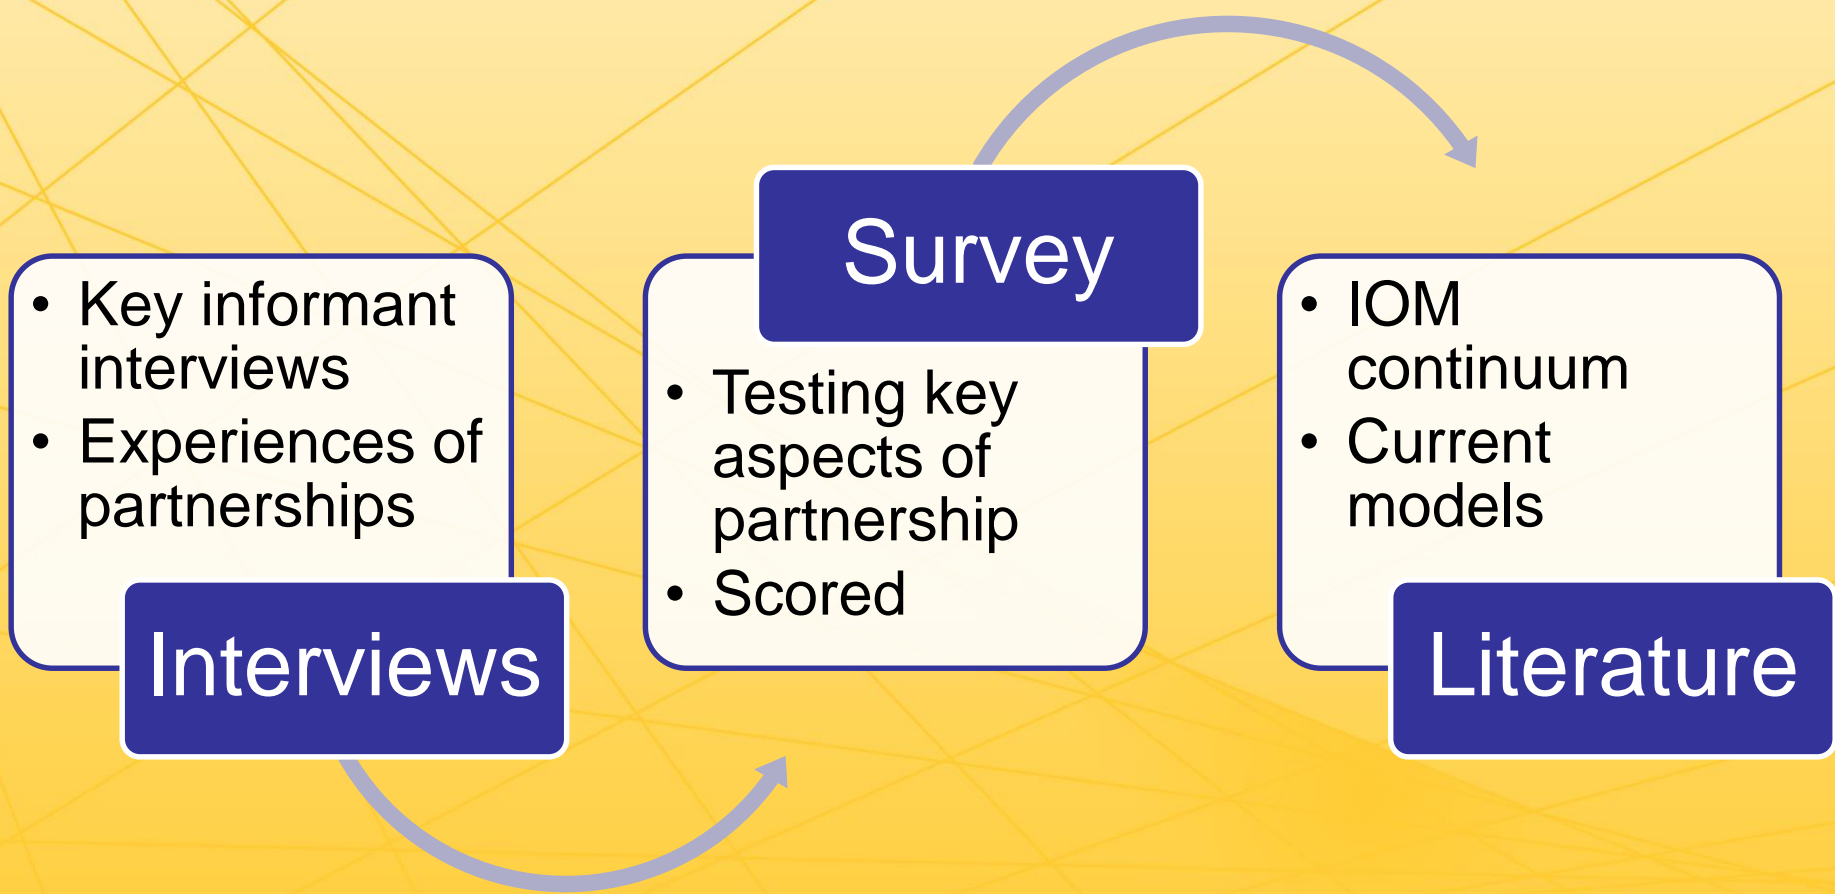 • Key informant
interviews
• Experiences of
partnerships
Interviews
Survey
• Testing key
aspects of
partnership
• Scored
• IOM
continuum
• Current
models
Literature